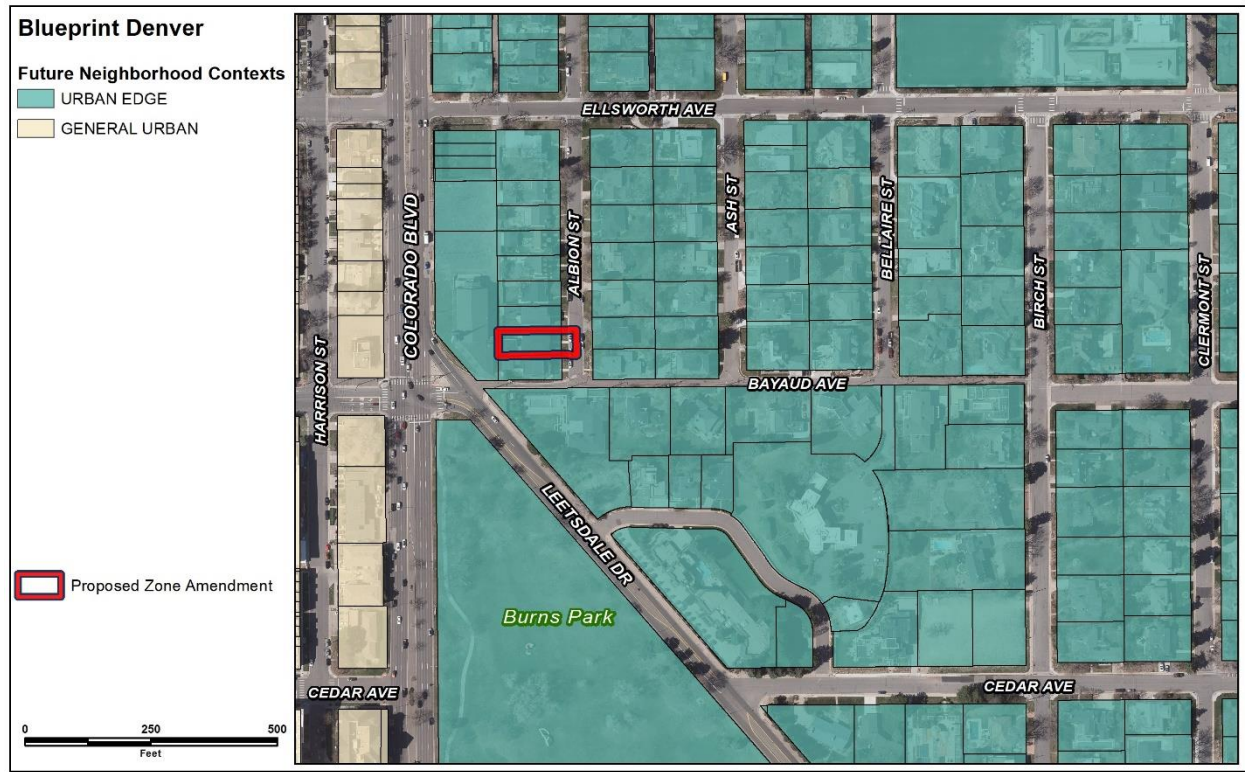 Blueprint Denver
Future Neighborhood Contexts
URBAN EDGE
GENERAL URBAN
Proposed Zone Amendment
0 250 500
Feet
ELLSWORTH AVE
HARRISON ST
COLORADO BLVD
ALBION ST
ASH ST
BELLAIRE ST
BIRCH ST
CLERMONT ST
BAYAUD AVE
LEETSDALE DR
Burns Park
CEDAR AVE
CEDAR AVE